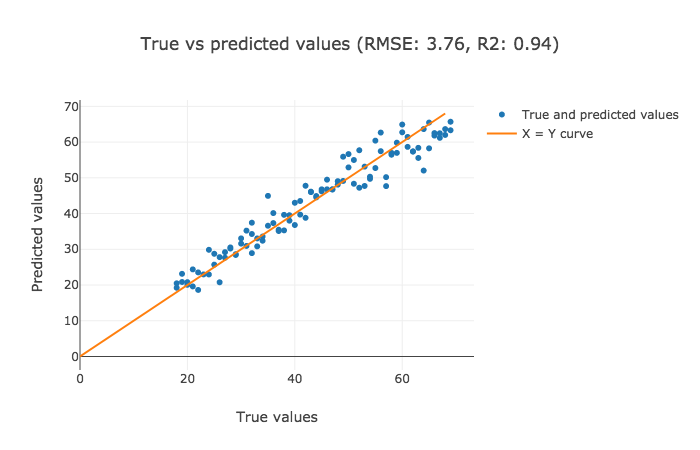 True vs predicted values (RMSE: 3.76, R2: 0.94)
True and predicted values
X = Y curve
Predicted values
70
60
50
40
30
20
10
0
0 20 40 60
True values